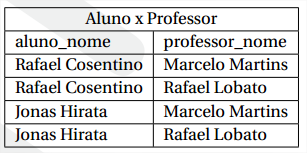 Aluno x Professor
aluno_nome professor_nome
Rafael Cosentino Marcelo Martins
Rafael Cosentino Rafael Lobato
Jonas Hirata Marcelo Martins
Jonas Hirata Rafael Lobato